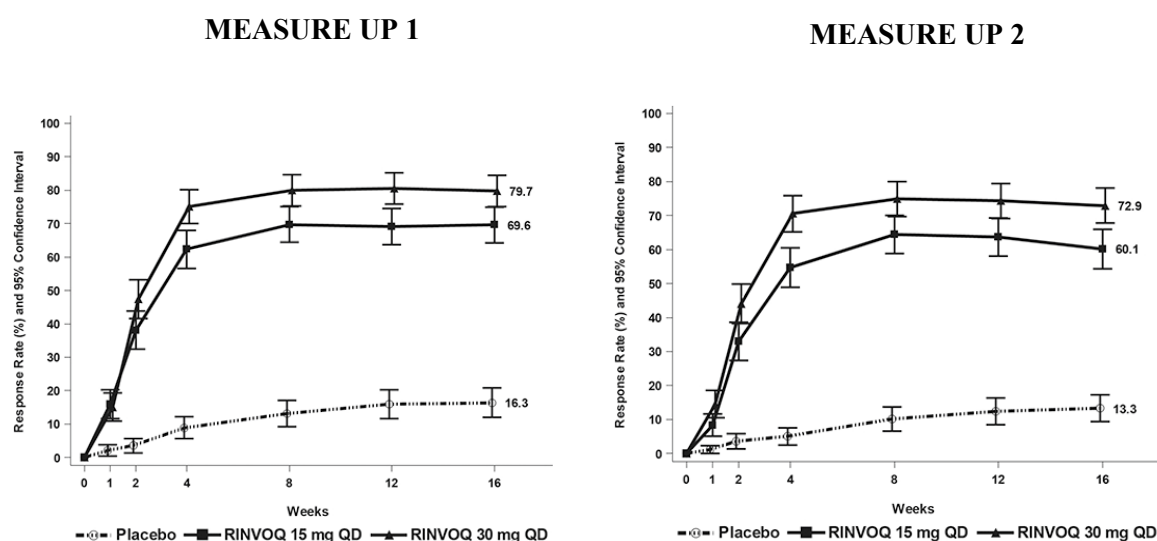 MEASURE UP 1
Response Rate (%) and 95% Confidence Interval
100
90
80
70
60
50
40
30
20
10
0
79.7
69.6
16.3
0 1 2 4 8 12 16
Weeks
Placebo RINVOQ 15 mg QD RINVOQ 30 mg QD
MEASURE UP 2
Response Rate (%) and 95% Confidence Interval
100
90
80
70
60
50
40
30
20
10
0
72.9
60.1
13.3
0 1 2 4 8 12 16
Weeks
Placebo RINVOQ 15 mg QD RINVOQ 30 mg QD